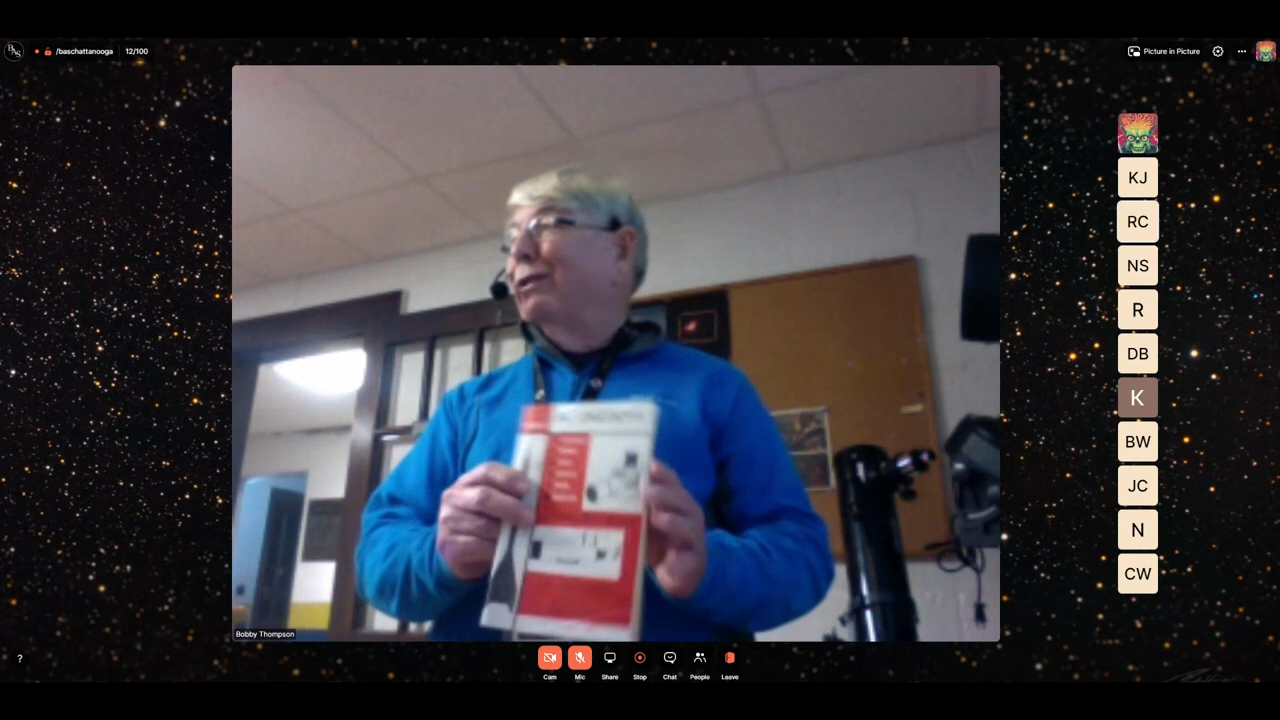 BAS
/baschattanooga
12/100
Picture in Picture
KJ
RC
NS
R
DB
K
BW
JC
N
CW
Bobby Thompson
?
Cam
Mic
Share
Stop
Chat
People
Leave